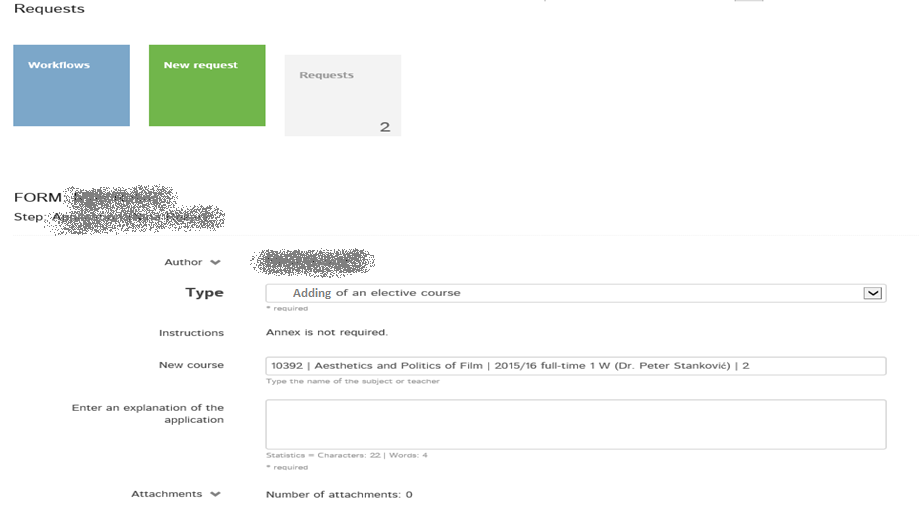 Requests
Workflows
New request
Requests
2
FORM:
Step:
Author
Type
Adding of an elective course
* required
Instructions
Annex is not required.
New course
10392 | Aesthetics and Politics of Film | 2015/16 full-time 1 W (Dr. Peter Stanković) | 2
Type the name of the subject or teacher
Enter an explanation of the
application
Statistics = Characters: 22 | Words: 4
* required
Attachments
Number of attachments: 0